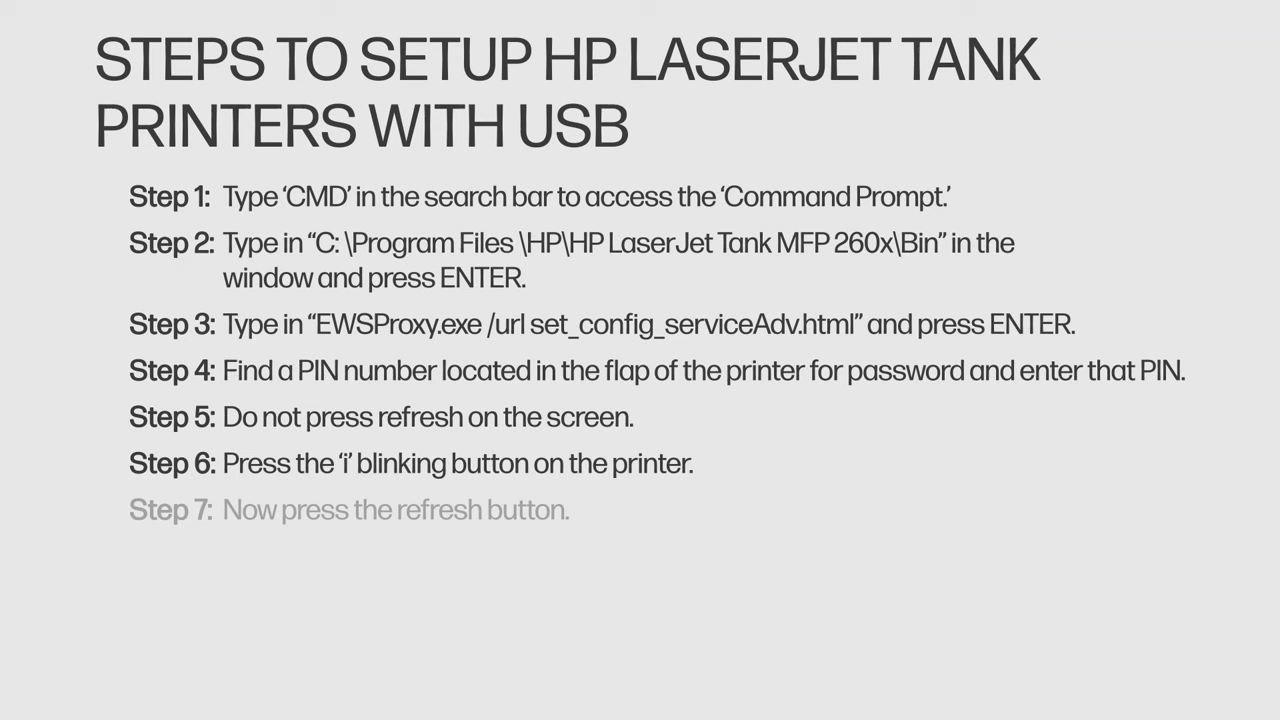 STEPS TO SETUP HP LASERJET TANK
PRINTERS WITH USB
Step 1: Type ‘CMD’ in the search bar to access the ‘Command Prompt.’
Step 2: Type in “C: \Program Files \HP\HP LaserJet Tank MFP 260x\Bin” in the
window and press ENTER.
Step 3: Type in “EWSProxy.exe /url set_config_serviceAdv.html” and press ENTER.
Step 4: Find a PIN number located in the flap of the printer for password and enter that PIN.
Step 5: Do not press refresh on the screen.
Step 6: Press the ‘i’ blinking button on the printer.
Step 7: Now press the refresh button.